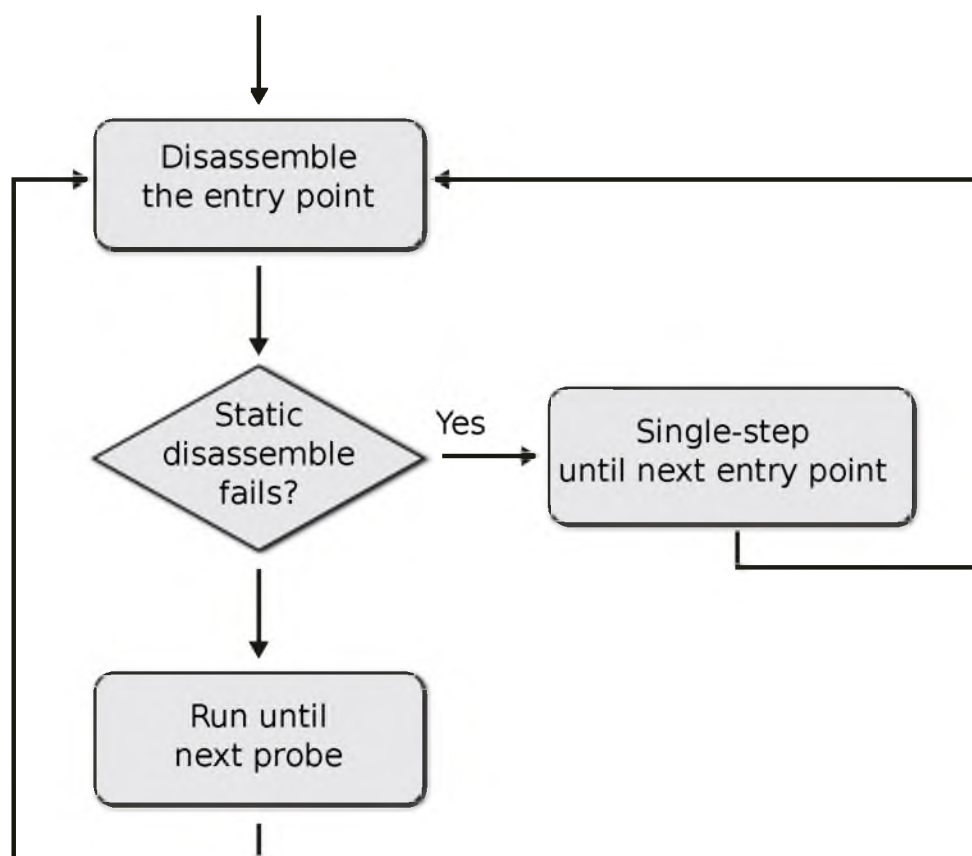 Disassemble
the entry point
Static
disassemble
fails?
Yes
Single-step
until next entry point
Run until
next probe